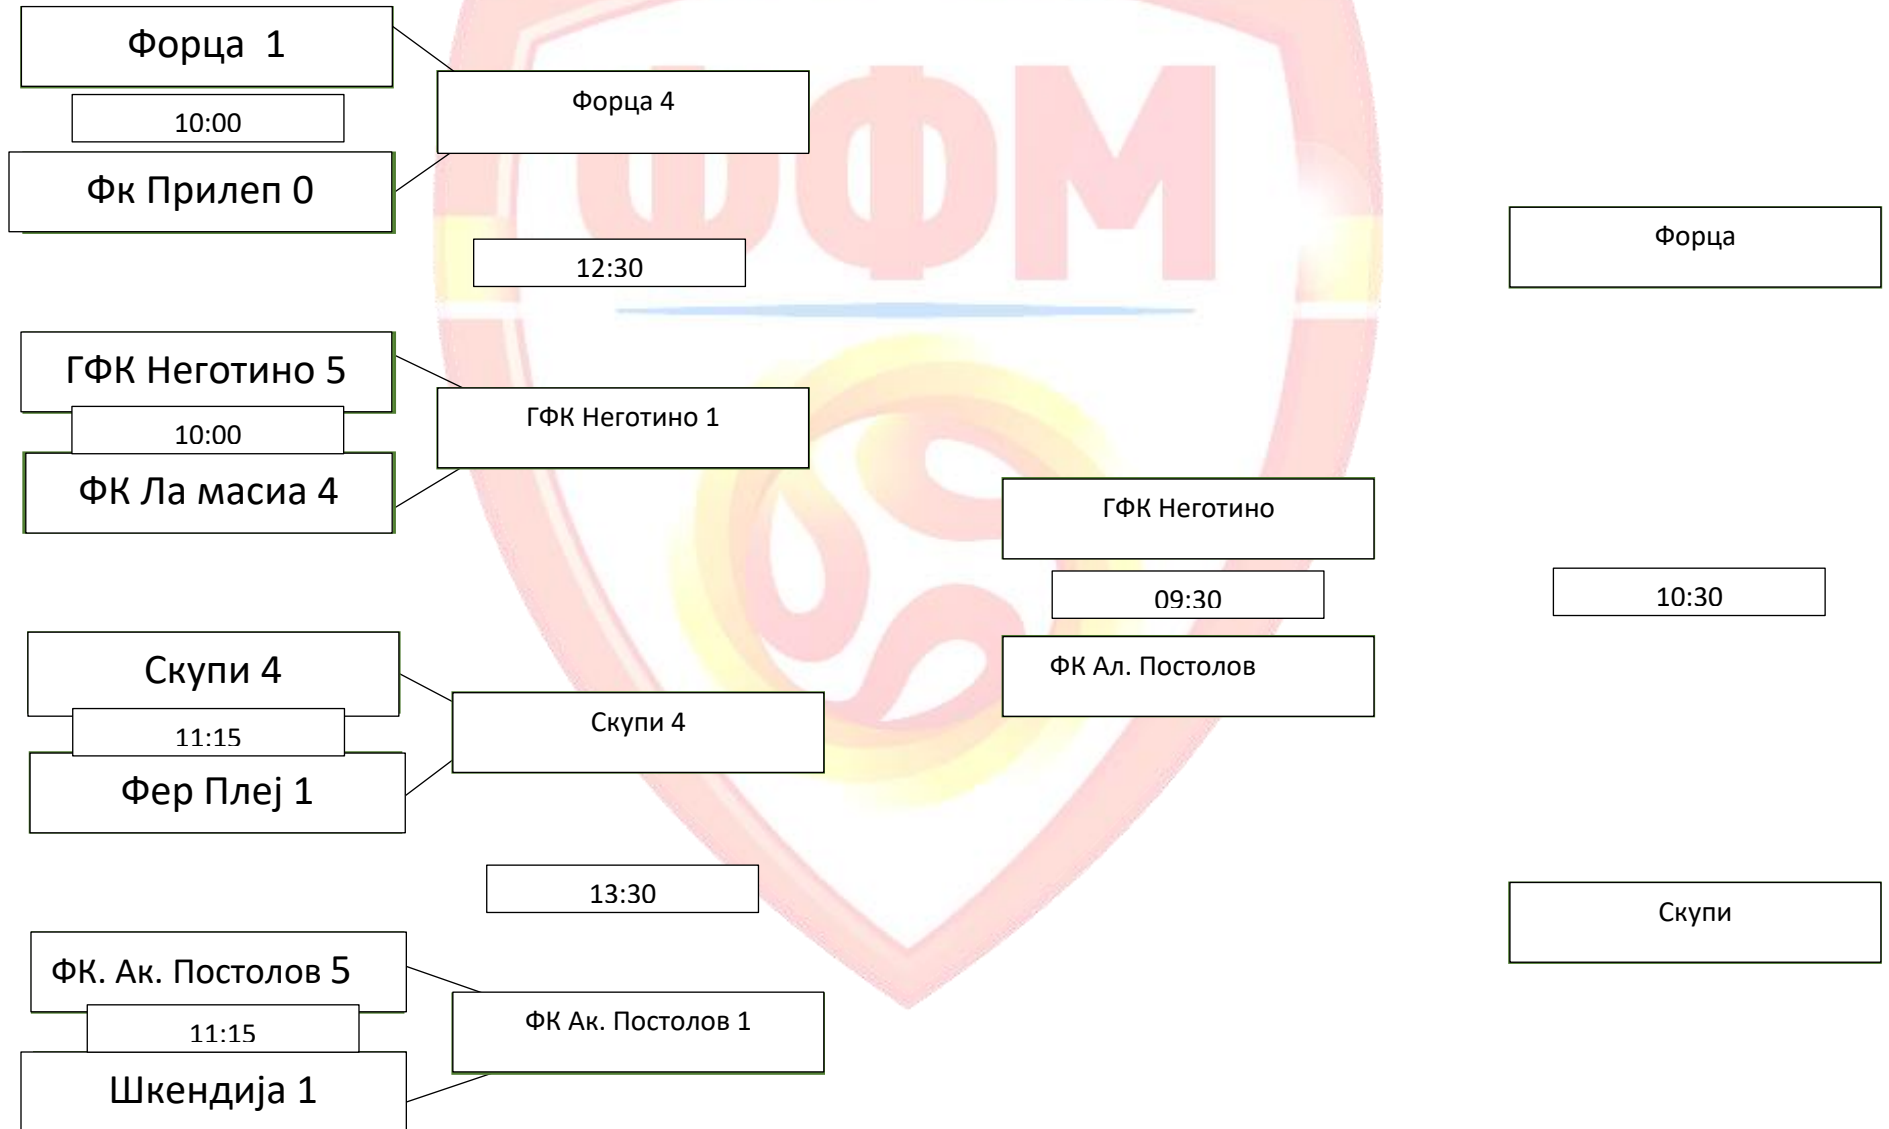 Форца 1
10:00
Фк Прилеп 0
Форца 4
12:30
ГФК Неготино 5
10:00
ФК Ла масиа 4
ГФК Неготино 1
Скупи 4
11:15
Фер Плеј 1
Скупи 4
13:30
ФК. Ак. Постолов 5
11:15
Шкендија 1
ФК Ак. Постолов 1
ФФМ
ГФК Неготино
09:30
ФК Ал. Постолов
Форца
10:30
Скупи